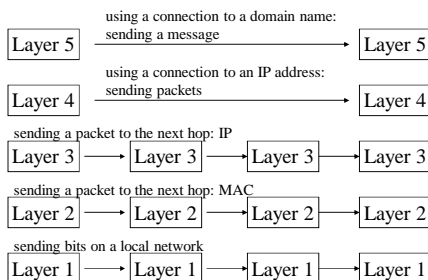 using a connection to a domain name:
sending a message
Layer 5 Layer 5
using a connection to an IP address:
sending packets
Layer 4 Layer 4
sending a packet to the next hop: IP
Layer 3 Layer 3 Layer 3 Layer 3
sending a packet to the next hop: MAC
Layer 2 Layer 2 Layer 2 Layer 2
sending bits on a local network
Layer 1 Layer 1 Layer 1 Layer 1